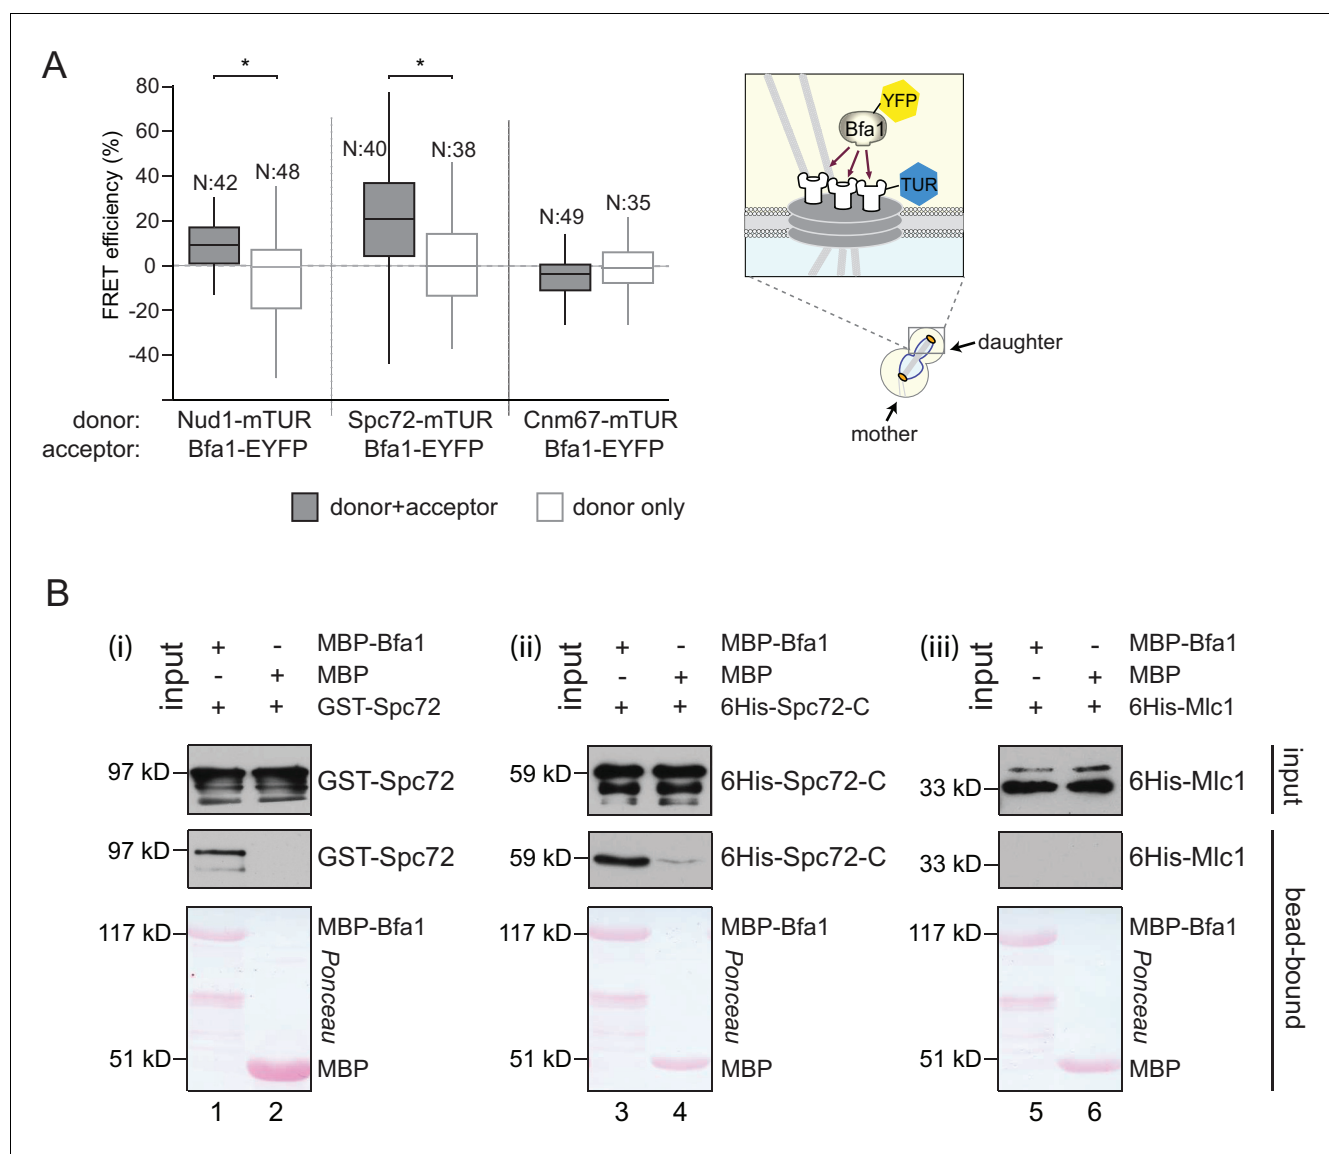 A
* *
80
60
40
20
0
-20
-40
FRET efficiency (%)
N:42 N:48 N:40 N:38 N:49 N:35
donor: Nud1-mTUR Spc72-mTUR Cnm67-mTUR
acceptor: Bfa1-EYFP Bfa1-EYFP Bfa1-EYFP
donor+acceptor donor only
YFP
Bfa1
TUR
daughter
mother
B
(i)
input
+ - MBP-Bfa1
- + MBP
+ + GST-Spc72
97 kD GST-Spc72
97 kD GST-Spc72
117 kD MBP-Bfa1
Ponceau
51 kD MBP
1 2
(ii)
input
+ - MBP-Bfa1
- + MBP
+ + 6His-Spc72-C
59 kD 6His-Spc72-C
59 kD 6His-Spc72-C
117 kD MBP-Bfa1
Ponceau
51 kD MBP
3 4
(iii)
input
+ - MBP-Bfa1
- + MBP
+ + 6His-Mlc1
33 kD 6His-Mlc1
33 kD 6His-Mlc1
117 kD MBP-Bfa1
Ponceau
51 kD MBP
5 6
input
bead-bound